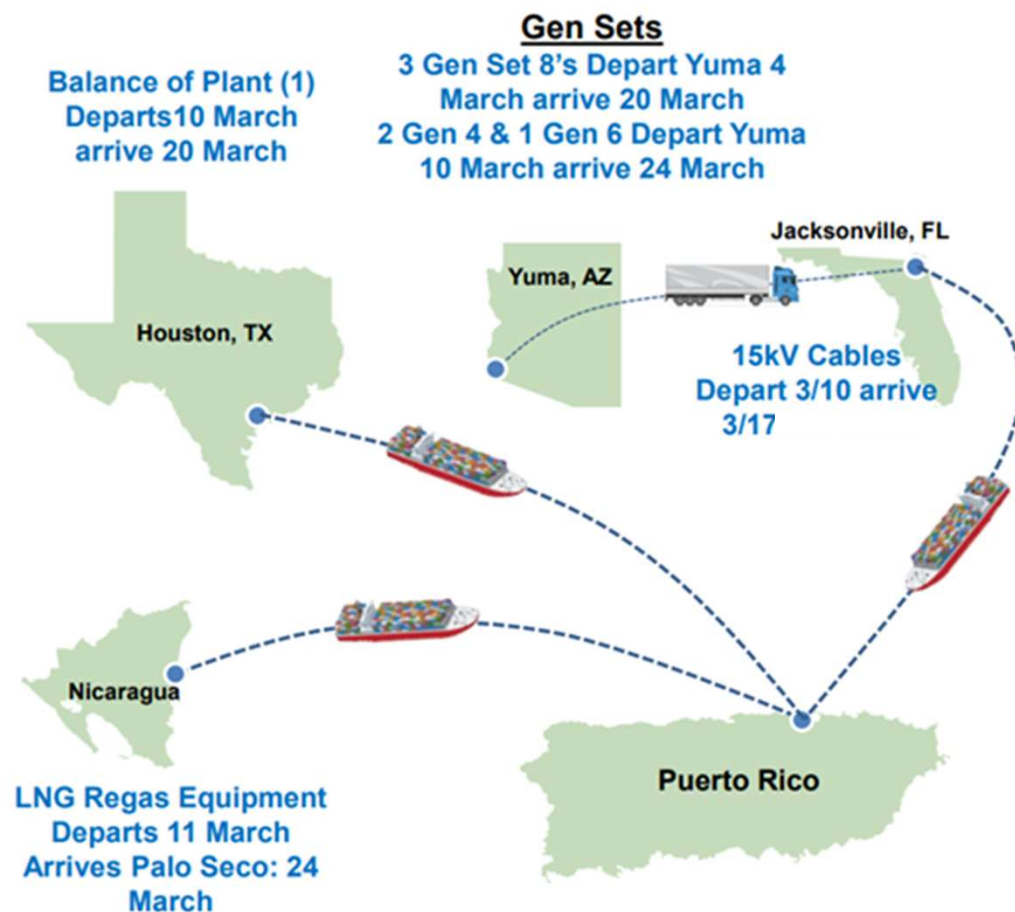 Gen Sets
3 Gen Set 8's Depart Yuma 4
March arrive 20 March
2 Gen 4 & 1 Gen 6 Depart Yuma
10 March arrive 24 March
Balance of Plant (1)
Departs10 March
arrive 20 March
Houston, TX
Yuma, AZ
Jacksonville, FL
15kV Cables
Depart 3/10 arrive
3/17
Nicaragua
LNG Regas Equipment
Departs 11 March
Arrives Palo Seco: 24
March
Puerto Rico